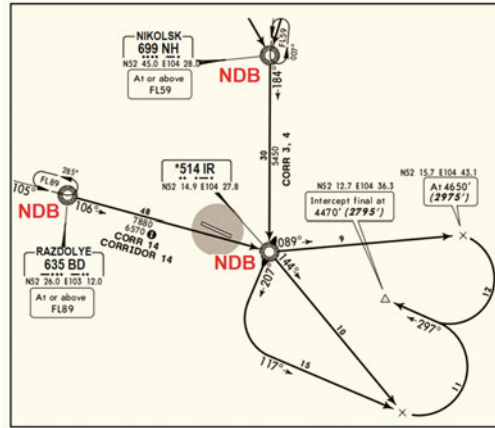 NIKOLSK
699 NH
N52 45.0 E104 28.0
At or above
FL59
NDB
FL59
007°
184°
30
5450
CORR 3, 4
*514 IR
N52 14.9 E104 27.8
NDB
105°
285°
FL89
NDB
106°
48
7880
6570 2
CORR 14
CORRIDOR 14
RAZDOLYE
635 BD
N52 26.0 E103 12.0
At or above
FL89
089°
9
N52 15.7 E104 43.1
At 4650'
(2975')
N52 12.7 E104 36.3
Intercept final at
4470' (2795')
144°
207°
10
117°
15
297°
12
11